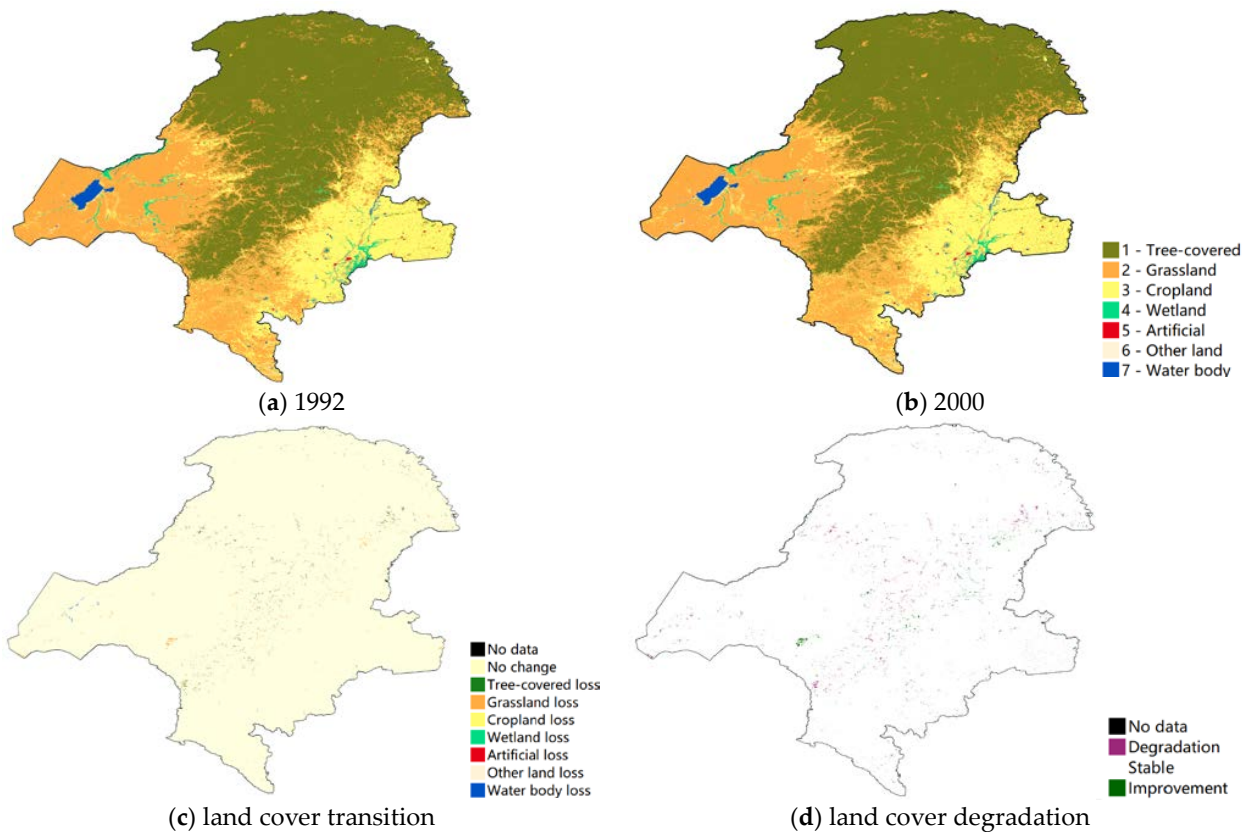 1 - Tree-covered
2 - Grassland
3 - Cropland
4 - Wetland
5 - Artificial
6 - Other land
7 - Water body
(a) 1992
(b) 2000
No data
No change
Tree-covered loss
Grassland loss
Cropland loss
Wetland loss
Artificial loss
Other land loss
Water body loss
No data
Degradation
Stable
Improvement
(c) land cover transition
(d) land cover degradation